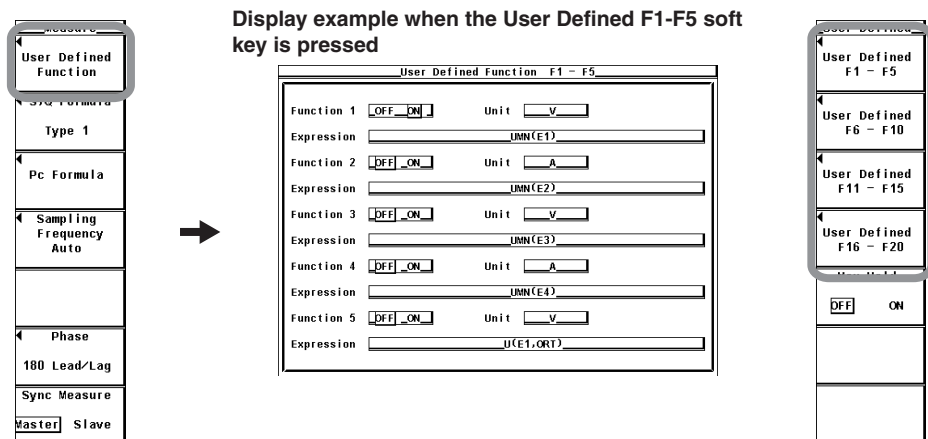 Display example when the User Defined F1-F5 soft
key is pressed
Measure
User Defined
Function
S/Q Formula
Type 1
Pc Formula
Sampling
Frequency
Auto
Phase
180 Lead/Lag
Sync Measure
Master Slave
User Defined Function F1 - F5
Function 1 OFF ON Unit V
Expression UMN(E1)
Function 2 OFF ON Unit A
Expression UMN(E2)
Function 3 OFF ON Unit V
Expression UMN(E3)
Function 4 OFF ON Unit A
Expression UMN(E4)
Function 5 OFF ON Unit V
Expression U(E1,ORT)
User Defined
User Defined
F1 - F5
User Defined
F6 - F10
User Defined
F11 - F15
User Defined
F16 - F20
OFF ON